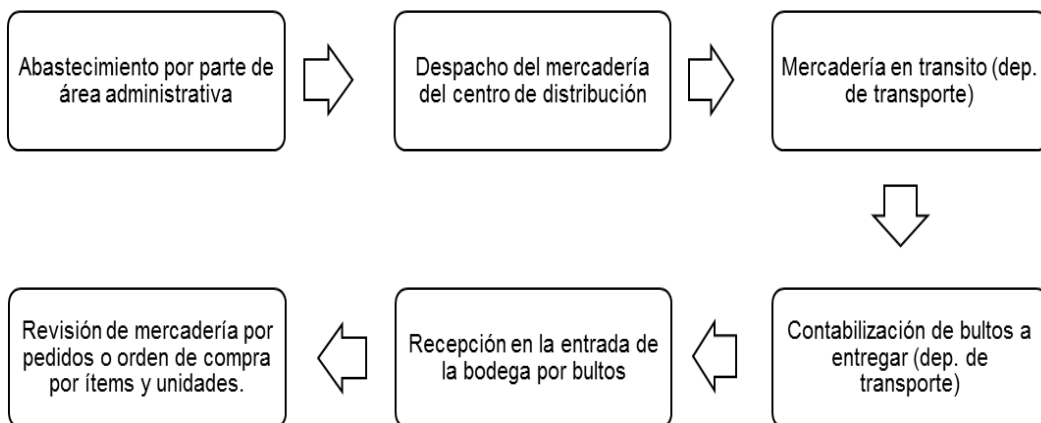 Abastecimiento por parte de
área administrativa
Despacho del mercadería
del centro de distribución
Mercadería en transito (dep.
de transporte)
Contabilización de bultos a
entregar (dep. de
transporte)
Recepción en la entrada de
la bodega por bultos
Revisión de mercadería por
pedidos o orden de compra
por ítems y unidades.